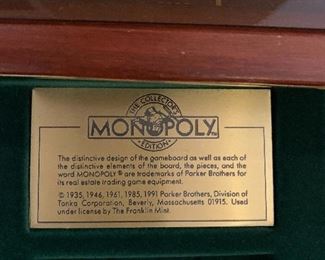 THE COLLECTOR'S
MONOPOLY™
EDITION
The distinctive design of the gameboard as well as each of
the distinctive elements of the board, the pieces, and the
word MONOPOLY® are trademarks of Parker Brothers for
its real estate trading game equipment.
© 1935, 1946, 1961, 1985, 1991 Parker Brothers, Division of
Tonka Corporation, Beverly, Massachusetts 01915. Used
under license by The Franklin Mint.